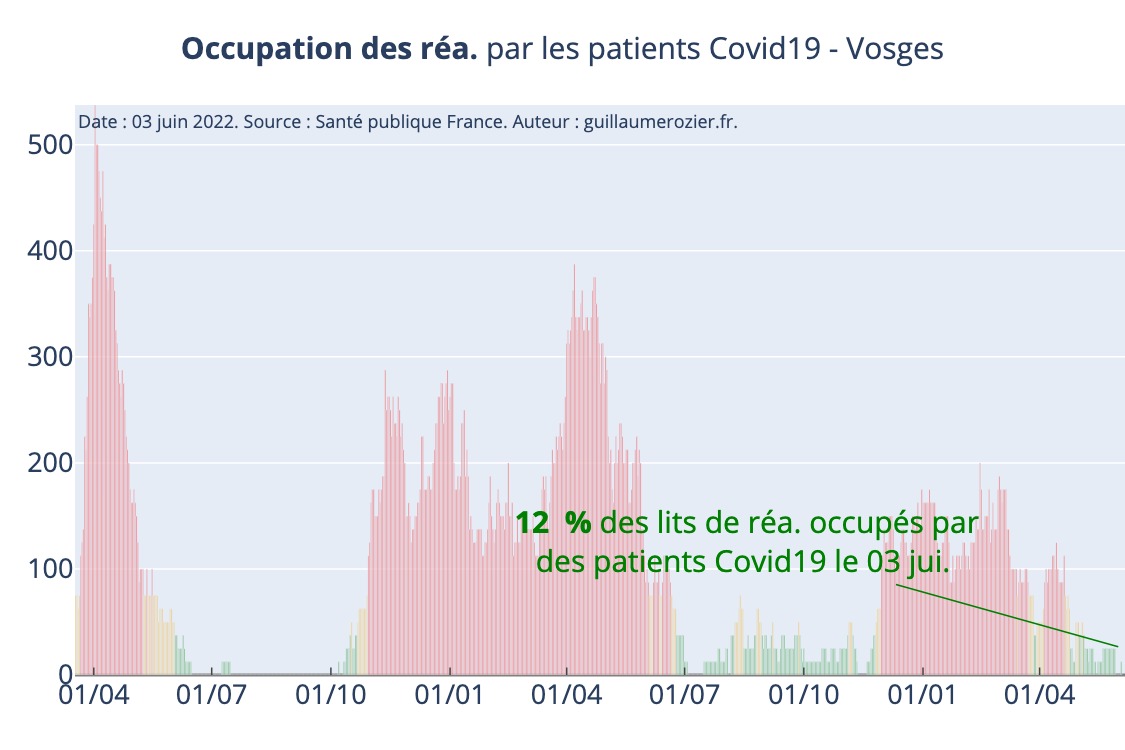 Occupation des réa. par les patients Covid19 - Vosges
Date : 03 juin 2022. Source : Santé publique France. Auteur : guillaumerozier.fr.
500
400
300
200
12 % des lits de réa. occupés par
des patients Covid19 le 03 jui.
100
0
01/04 01/07 01/10 01/01 01/04 01/07 01/10 01/01 01/04